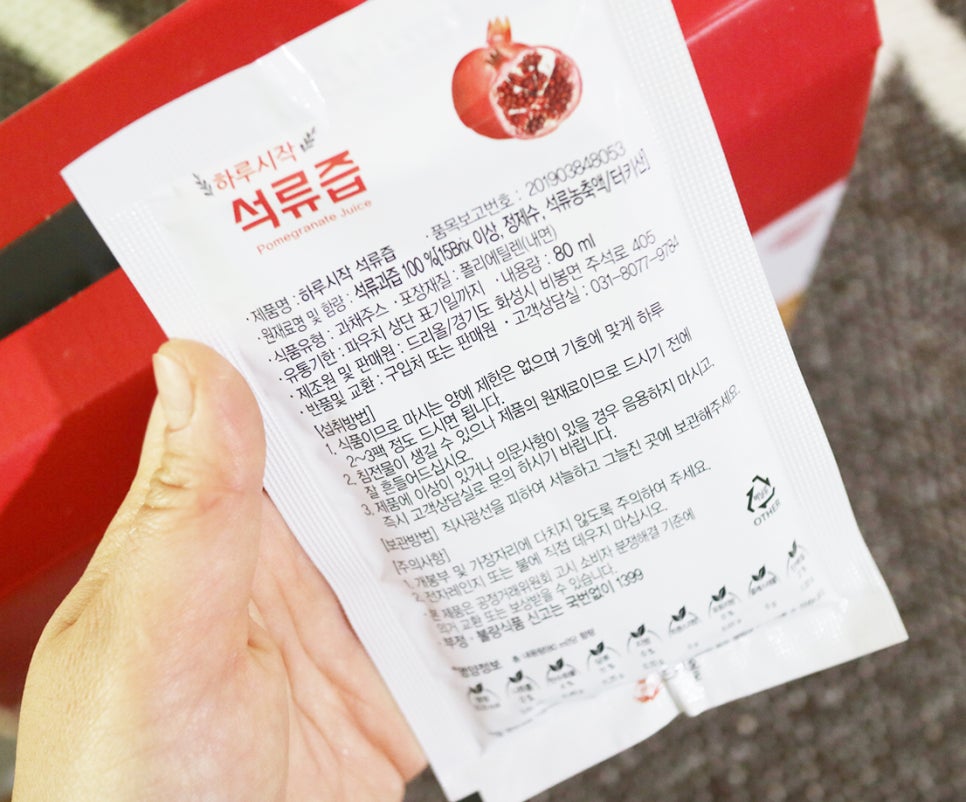 하루시작
석류즙
Pomegranate Juice
· 제품명 : 하루시작 석류즙 · 품목보고번호 : 201903848053
· 원재료명 및 함량 : 석류과즙 100 %[15Brix 이상, 정제수, 석류농축액/터키산]
· 식품유형 : 과채주스 · 포장재질 : 폴리에틸렌(내면)
· 유통기한 : 파우치 상단 표기일까지 · 내용량 : 80 ml
· 제조원 및 판매원 : 드리올/경기도 화성시 비봉면 주석로 405
· 반품및 교환 : 구입처 또는 판매원 · 고객상담실 : 031-8077-9784
[섭취방법]
1. 식품이므로 마시는 양에 제한은 없으며 기호에 맞게 하루
2~3팩 정도 드시면 됩니다.
2. 침전물이 생길 수 있으나 제품의 원재료이므로 드시기 전에
잘 흔들어드십시오.
3. 제품에 이상이 있거나 의문사항이 있을 경우 음용하지 마시고.
즉시 고객상담실로 문의 하시기 바랍니다.
[보관방법] 직사광선을 피하여 서늘하고 그늘진 곳에 보관해주세요.
[주의사항]
1. 개봉부 및 가장자리에 다치지 않도록 주의하여 주세요.
2. 전자레인지 또는 불에 직접 데우지 마십시오.
· 본 제품은 공정거래위원회 고시 소비자 분쟁해결 기준에
의거 교환 또는 보상받을 수 있습니다.
· 부정 · 불량식품 신고는 국번없이 1399
OTHER
영양정보